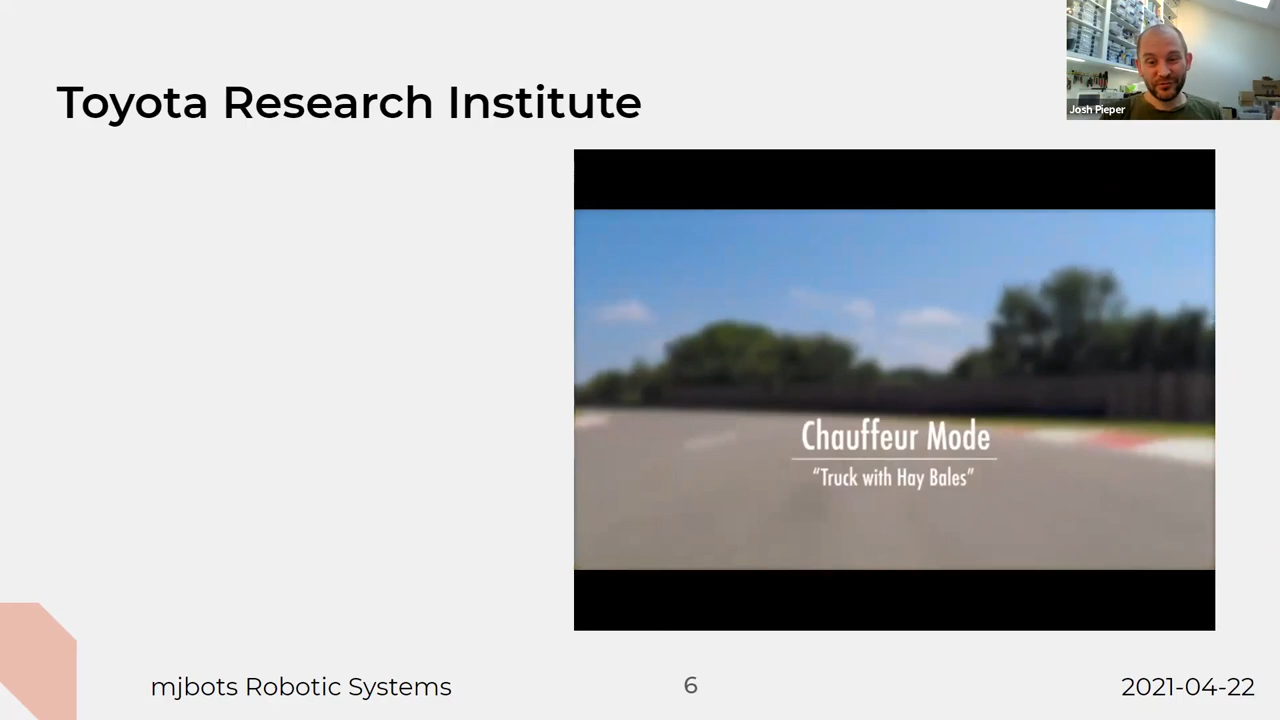 Toyota Research Institute
Josh Pieper
Chauffeur Mode
“Truck with Hay Bales”
mjbots Robotic Systems
6
2021-04-22